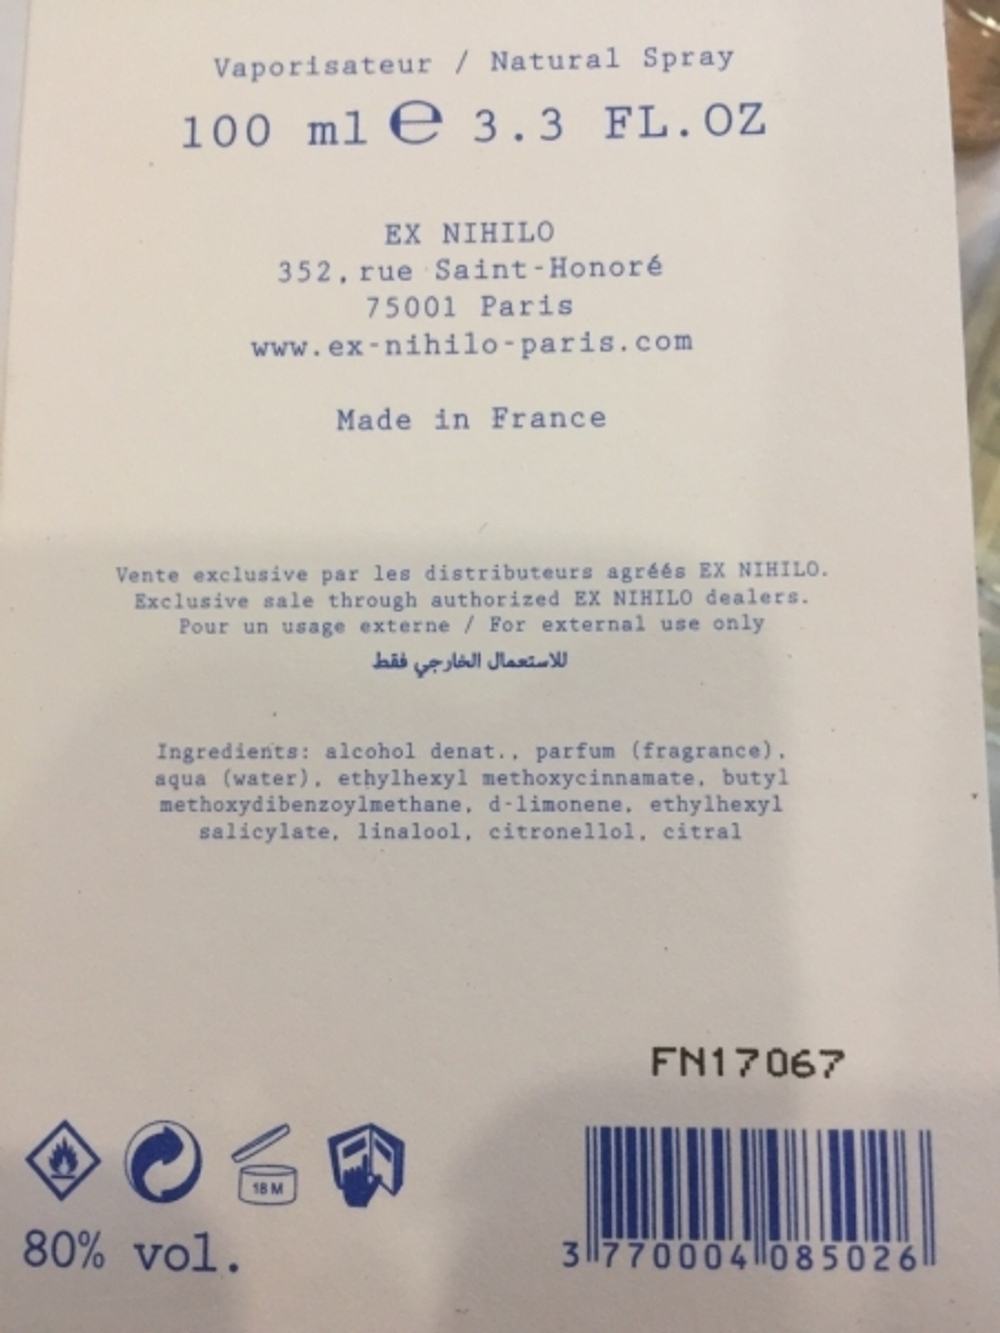 Vaporisateur / Natural Spray
100 ml ℮ 3.3 FL.OZ
EX NIHILO
352, rue Saint-Honoré
75001 Paris
www.ex-nihilo-paris.com
Made in France
Vente exclusive par les distributeurs agréés EX NIHILO.
Exclusive sale through authorized EX NIHILO dealers.
Pour un usage externe / For external use only
للاستعمال الخارجي فقط
Ingredients: alcohol denat., parfum (fragrance),
aqua (water), ethylhexyl methoxycinnamate, butyl
methoxydibenzoylmethane, d-limonene, ethylhexyl
salicylate, linalool, citronellol, citral
FN17067
18 M
80% vol.
3 770004 085026